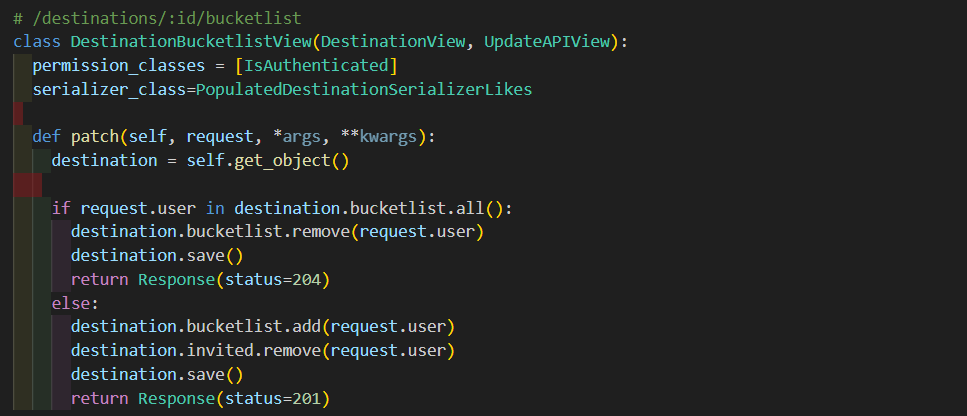 # /destinations/:id/bucketlist
class DestinationBucketlistView(DestinationView, UpdateAPIView):
  permission_classes = [IsAuthenticated]
  serializer_class=PopulatedDestinationSerializerLikes

  def patch(self, request, *args, **kwargs):
    destination = self.get_object()

    if request.user in destination.bucketlist.all():
      destination.bucketlist.remove(request.user)
      destination.save()
      return Response(status=204)
    else:
      destination.bucketlist.add(request.user)
      destination.invited.remove(request.user)
      destination.save()
      return Response(status=201)